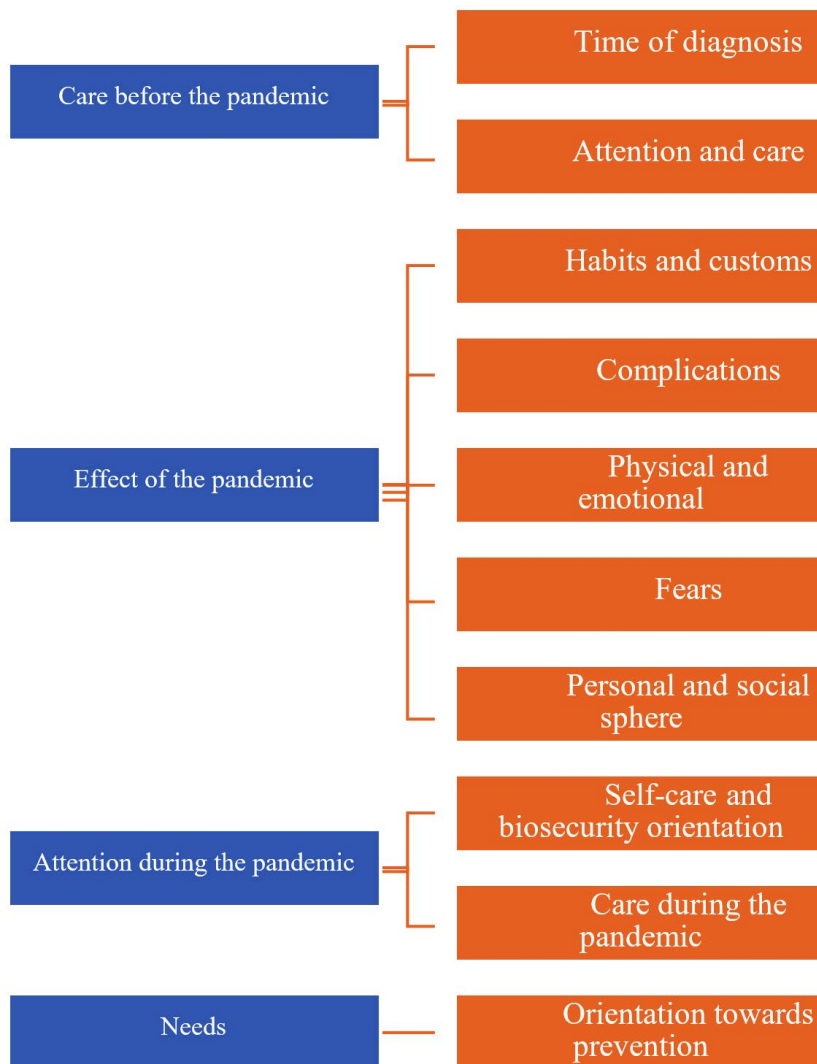 Care before the pandemic
Time of diagnosis
Attention and care
Effect of the pandemic
Habits and customs
Complications
Physical and
emotional
Fears
Personal and social
sphere
Attention during the pandemic
Self-care and
biosecurity orientation
Care during the
pandemic
Needs
Orientation towards
prevention